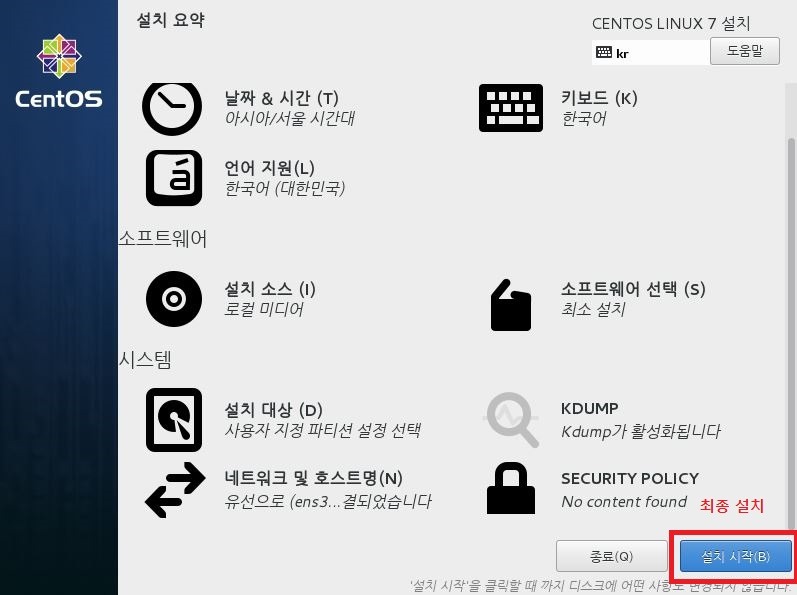 설치 요약
CENTOS LINUX 7 설치
kr
도움말
CentOS
날짜 & 시간 (T)
아시아/서울 시간대
키보드 (K)
한국어
á
언어 지원(L)
한국어 (대한민국)
소프트웨어
설치 소스 (I)
로컬 미디어
소프트웨어 선택 (S)
최소 설치
시스템
설치 대상 (D)
사용자 지정 파티션 설정 선택
KDUMP
Kdump가 활성화됩니다
네트워크 및 호스트명(N)
유선으로 (ens3...결되었습니다
SECURITY POLICY
No content found
최종 설치
종료(Q)
설치 시작(B)
'설치 시작'을 클릭할 때 까지 디스크에 어떤 사항도 변경되지 않습니다.